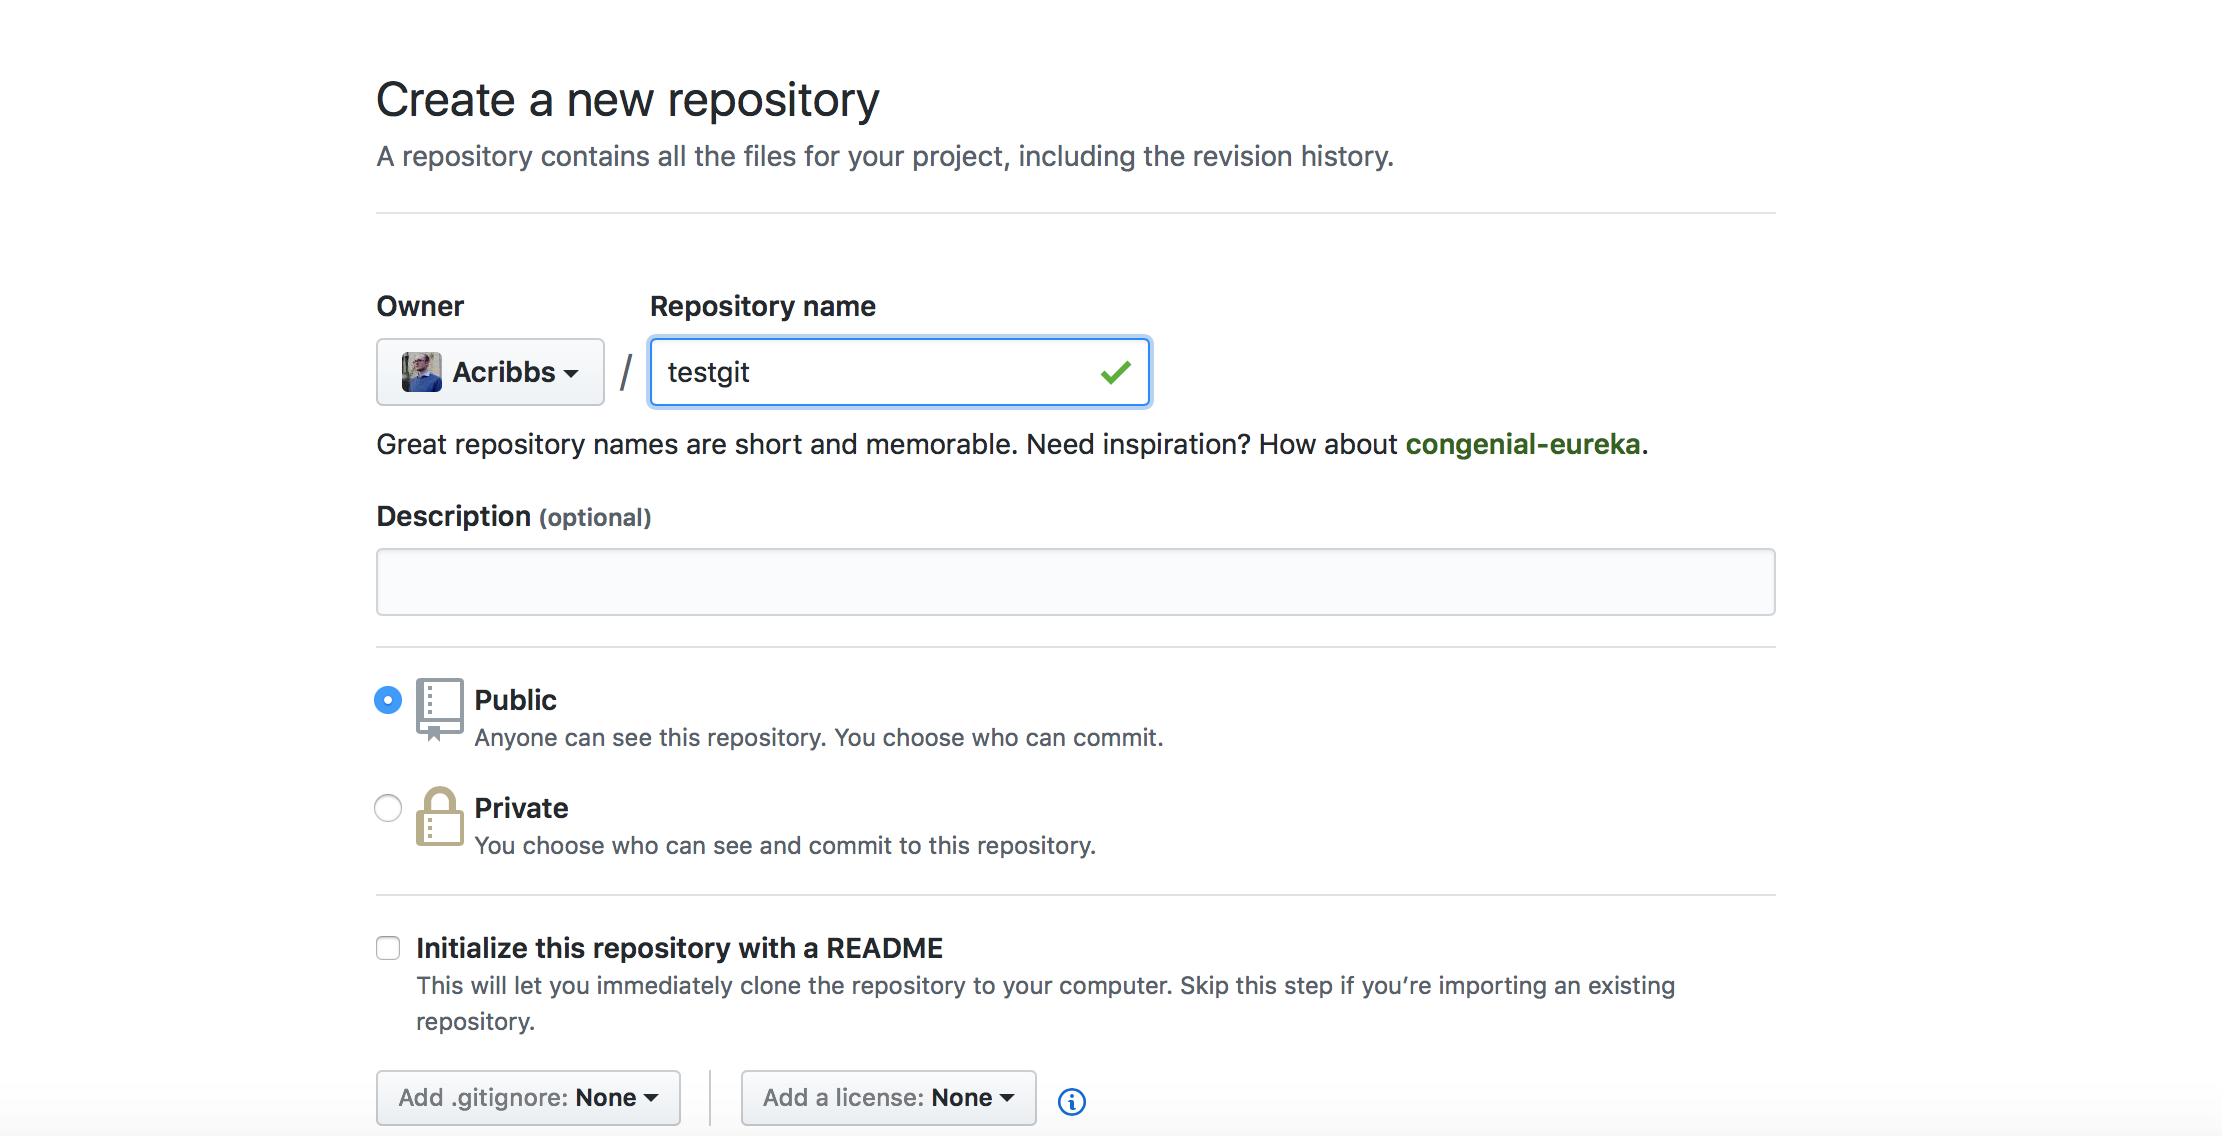 Create a new repository
A repository contains all the files for your project, including the revision history.
Owner
Repository name
Acribbs
/
testgit
Great repository names are short and memorable. Need inspiration? How about congenial-eureka.
Description (optional)
Public
Anyone can see this repository. You choose who can commit.
Private
You choose who can see and commit to this repository.
Initialize this repository with a README
This will let you immediately clone the repository to your computer. Skip this step if you’re importing an existing
repository.
Add .gitignore: None
Add a license: None